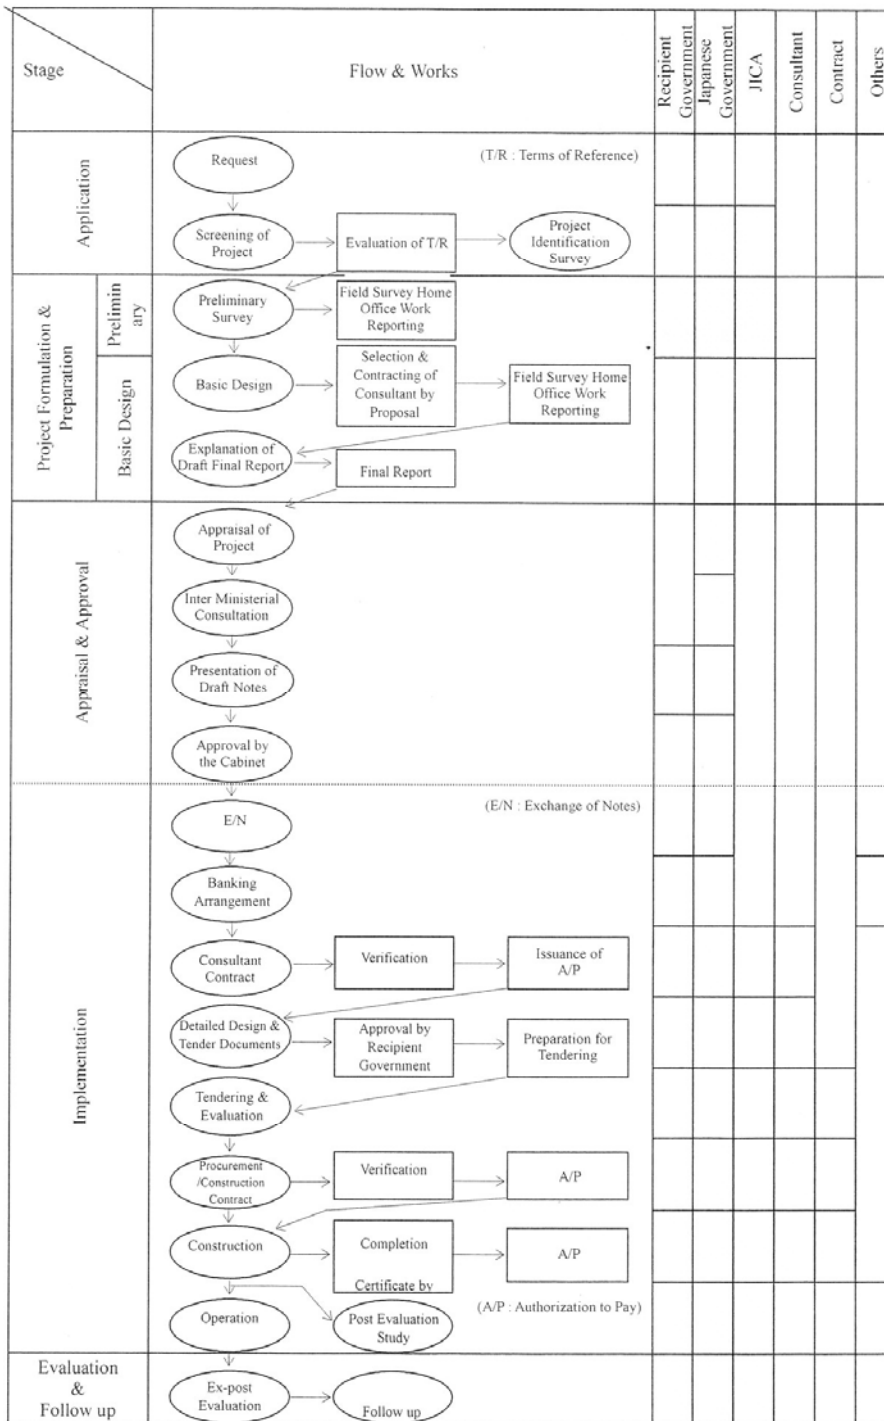 Stage
Flow & Works
Recipient
Government
Japanese
Government
JICA
Consultant
Contract
Others
Application
Request
(T/R : Terms of Reference)
Screening of
Project
Evaluation of T/R
Project
Identification
Survey
Project Formulation &
Preparation
Prelimin
ary
Preliminary
Survey
Field Survey Home
Office Work
Reporting
Basic Design
Basic Design
Selection &
Contracting of
Consultant by
Proposal
Field Survey Home
Office Work
Reporting
Explanation of
Draft Final Report
Final Report
Appraisal & Approval
Appraisal of
Project
Inter Ministerial
Consultation
Presentation of
Draft Notes
Approval by
the Cabinet
Implementation
E/N
(E/N : Exchange of Notes)
Banking
Arrangement
Consultant
Contract
Verification
Issuance of
A/P
Detailed Design &
Tender Documents
Approval by
Recipient
Government
Preparation for
Tendering
Tendering &
Evaluation
Procurement
/Construction
Contract
Verification
A/P
Construction
Completion
Certificate by
A/P
Operation
Post Evaluation
Study
(A/P : Authorization to Pay)
Evaluation
&
Follow up
Ex-post
Evaluation
Follow up